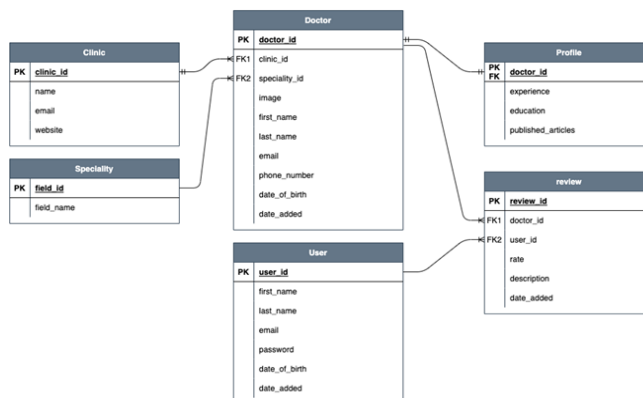 Clinic
PK clinic_id
name
email
website
Speciality
PK field_id
field_name
Doctor
PK doctor_id
FK1 clinic_id
FK2 speciality_id
image
first_name
last_name
email
phone_number
date_of_birth
date_added
User
PK user_id
first_name
last_name
email
password
date_of_birth
date_added
Profile
PK
FK doctor_id
experience
education
published_articles
review
PK review_id
FK1 doctor_id
FK2 user_id
rate
description
date_added